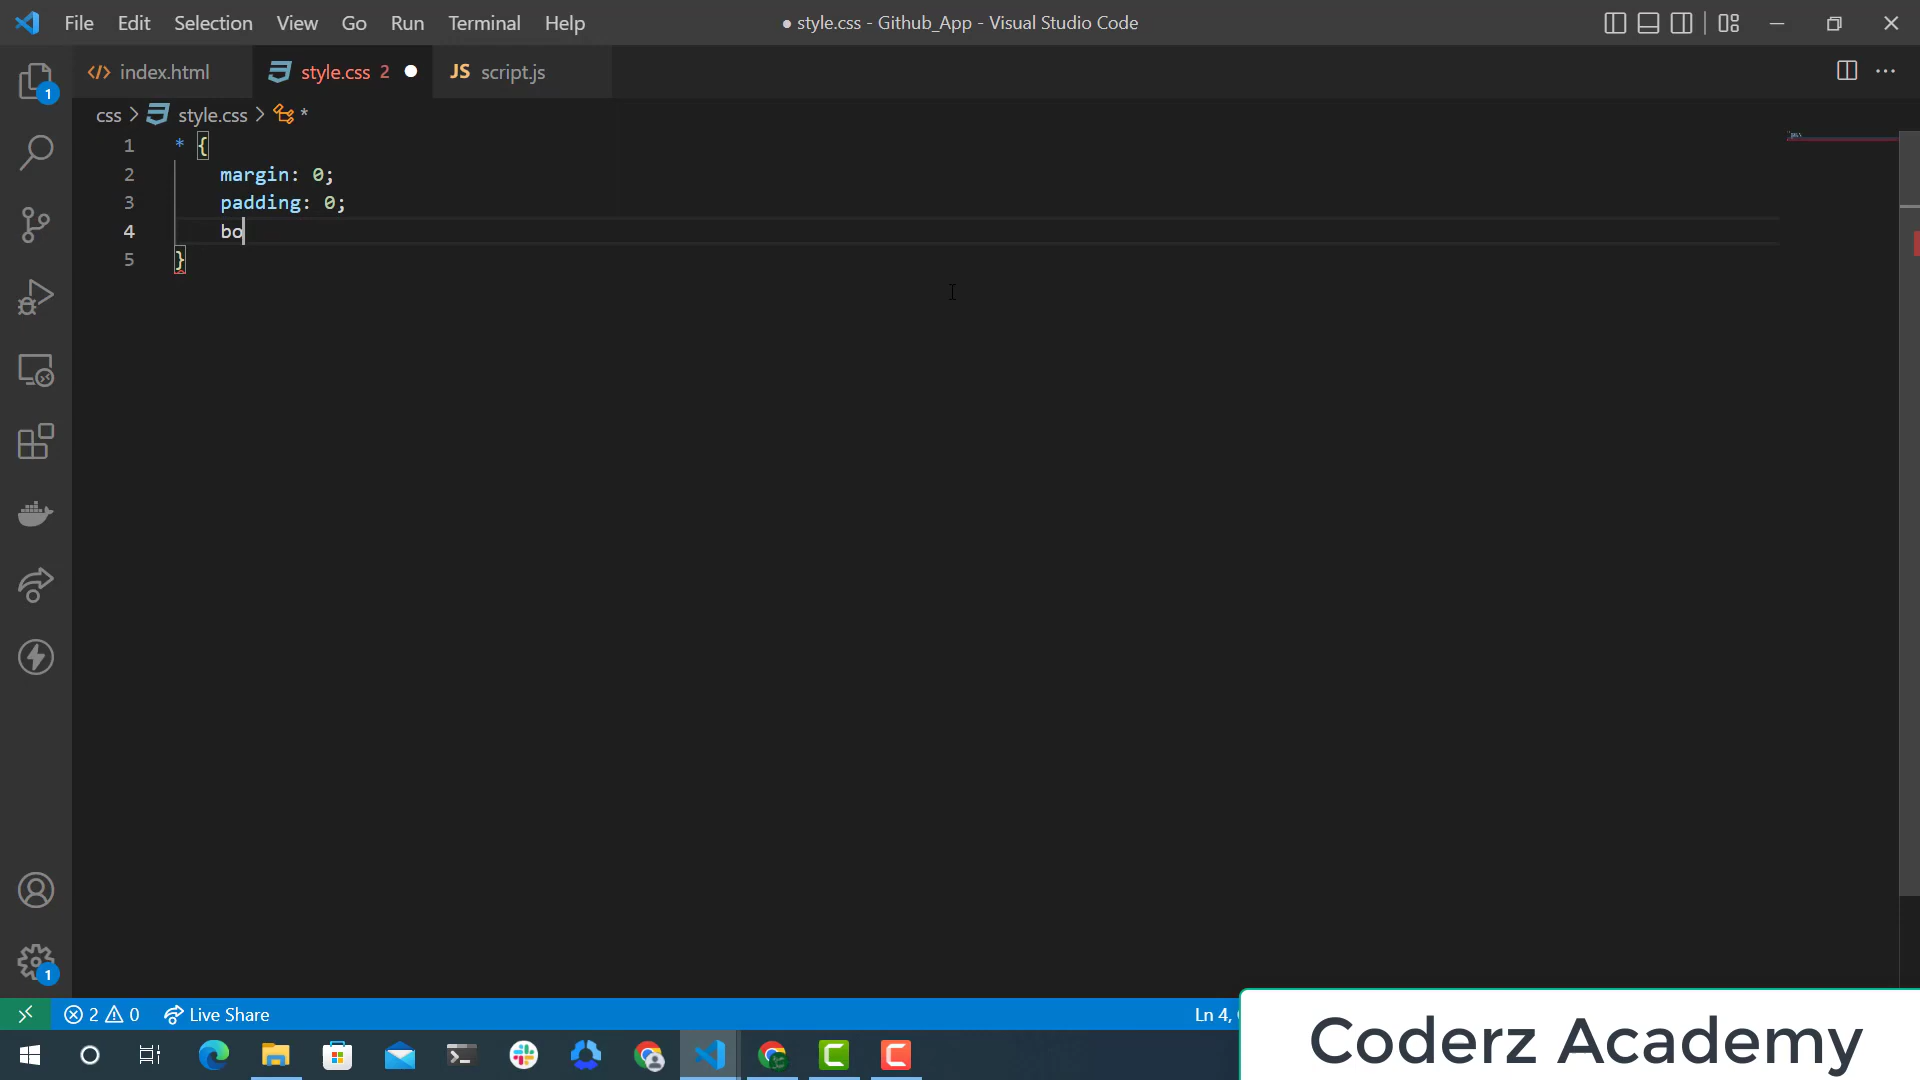 File Edit Selection View Go Run Terminal Help
● style.css - Github_App - Visual Studio Code
index.html
style.css 2
JS script.js
css > style.css > *
1 * {
2 margin: 0;
3 padding: 0;
4 bo
5 }
1
1
2 0 Live Share
Ln 4,
Coderz Academy